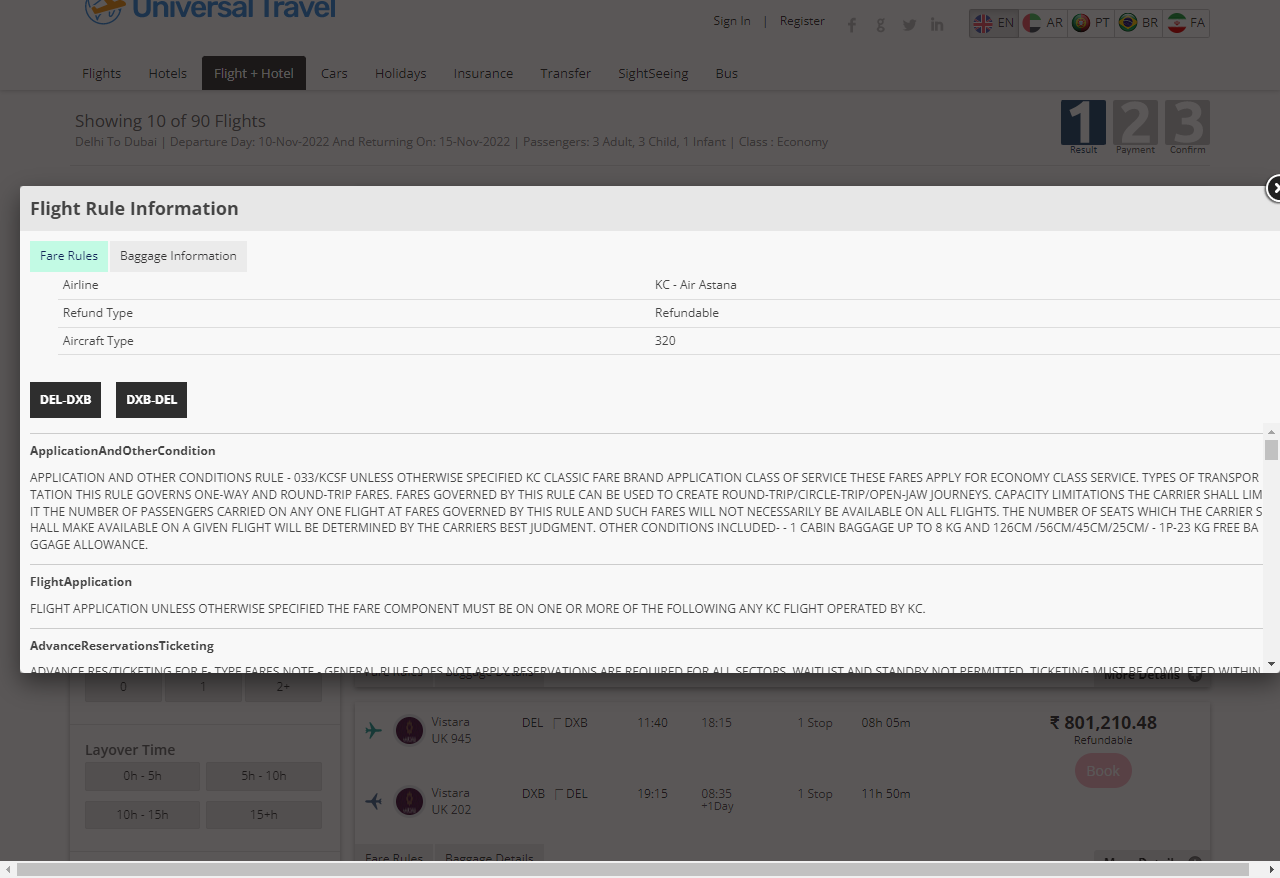 Universal Travel
Sign In | Register
EN AR PT BR FA
Flights Hotels Flight + Hotel Cars Holidays Insurance Transfer SightSeeing Bus
Showing 10 of 90 Flights
Delhi To Dubai | Departure Day: 10-Nov-2022 And Returning On: 15-Nov-2022 | Passengers: 3 Adult, 3 Child, 1 Infant | Class : Economy
1 2 3
Result Payment Confirm
Flight Rule Information
Fare Rules Baggage Information
Airline KC - Air Astana
Refund Type Refundable
Aircraft Type 320
DEL-DXB DXB-DEL
ApplicationAndOtherCondition
APPLICATION AND OTHER CONDITIONS RULE - 033/KCSF UNLESS OTHERWISE SPECIFIED KC CLASSIC FARE BRAND APPLICATION CLASS OF SERVICE THESE FARES APPLY FOR ECONOMY CLASS SERVICE. TYPES OF TRANSPOR
TATION THIS RULE GOVERNS ONE-WAY AND ROUND-TRIP FARES. FARES GOVERNED BY THIS RULE CAN BE USED TO CREATE ROUND-TRIP/CIRCLE-TRIP/OPEN-JAW JOURNEYS. CAPACITY LIMITATIONS THE CARRIER SHALL LIM
IT THE NUMBER OF PASSENGERS CARRIED ON ANY ONE FLIGHT AT FARES GOVERNED BY THIS RULE AND SUCH FARES WILL NOT NECESSARILY BE AVAILABLE ON ALL FLIGHTS. THE NUMBER OF SEATS WHICH THE CARRIER S
HALL MAKE AVAILABLE ON A GIVEN FLIGHT WILL BE DETERMINED BY THE CARRIERS BEST JUDGMENT. OTHER CONDITIONS INCLUDED- - 1 CABIN BAGGAGE UP TO 8 KG AND 126CM /56CM/45CM/25CM/ - 1P-23 KG FREE BA
GGAGE ALLOWANCE.
FlightApplication
FLIGHT APPLICATION UNLESS OTHERWISE SPECIFIED THE FARE COMPONENT MUST BE ON ONE OR MORE OF THE FOLLOWING ANY KC FLIGHT OPERATED BY KC.
AdvanceReservationsTicketing
ADVANCE RES/TICKETING FOR E- TYPE FARES NOTE - GENERAL RULE DOES NOT APPLY RESERVATIONS ARE REQUIRED FOR ALL SECTORS. WAITLIST AND STANDBY NOT PERMITTED. TICKETING MUST BE COMPLETED WITHIN
Fare Rules Baggage Details More Details
0 1 2+
Vistara DEL DXB 11:40 18:15 1 Stop 08h 05m ₹ 801,210.48
UK 945 Refundable
Layover Time
0h - 5h 5h - 10h Book
Vistara DXB DEL 19:15 08:35 1 Stop 11h 50m
UK 202 +1Day
10h - 15h 15+h
Fare Rules Baggage Details More Details